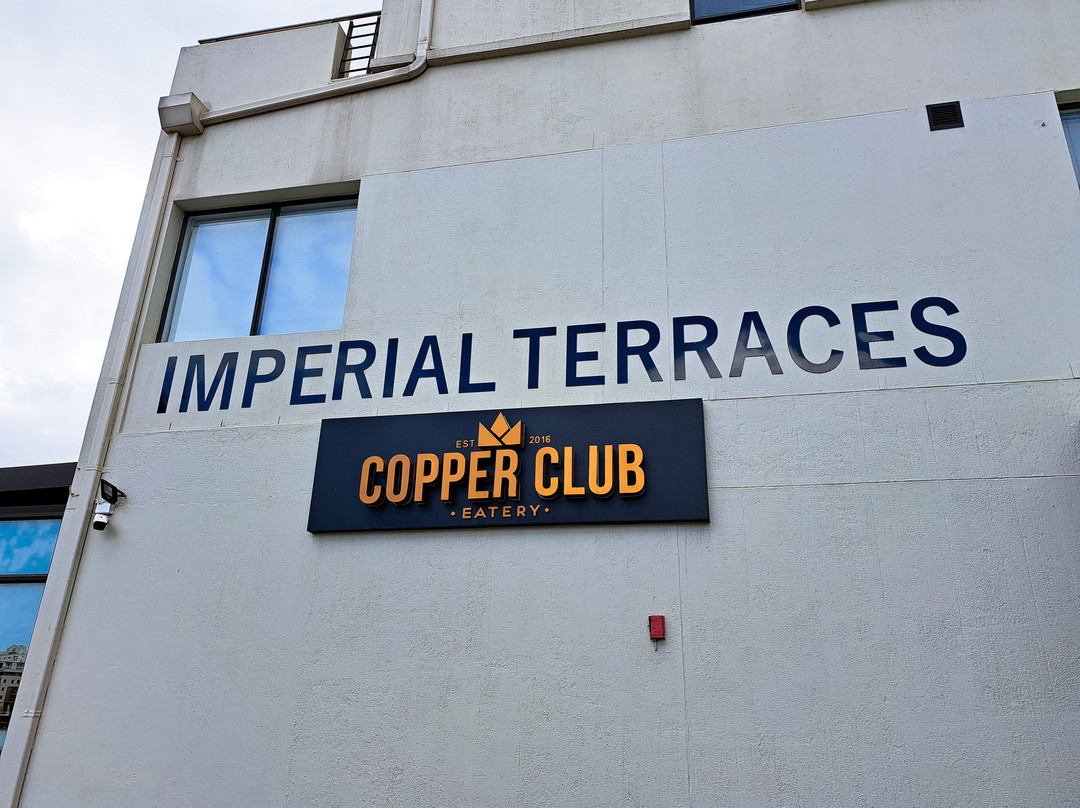 IMPERIAL TERRACES
EST. 2016
COPPER CLUB
• EATERY •